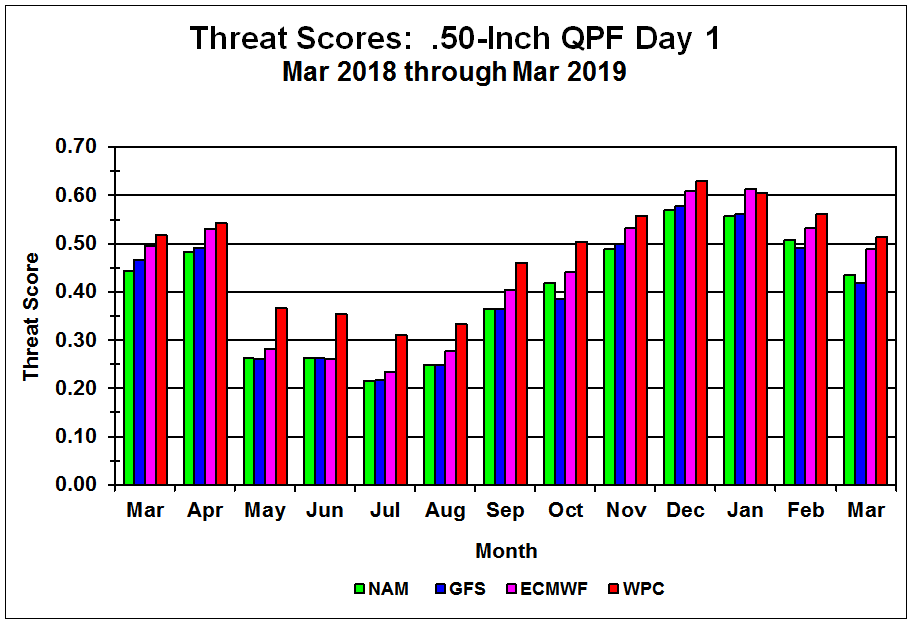 Threat Scores: .50-Inch QPF Day 1
Mar 2018 through Mar 2019
0.70
0.60
0.50
0.40
0.30
0.20
0.10
0.00
Threat Score
Mar Apr May Jun Jul Aug Sep Oct Nov Dec Jan Feb Mar
Month
NAM GFS ECMWF WPC